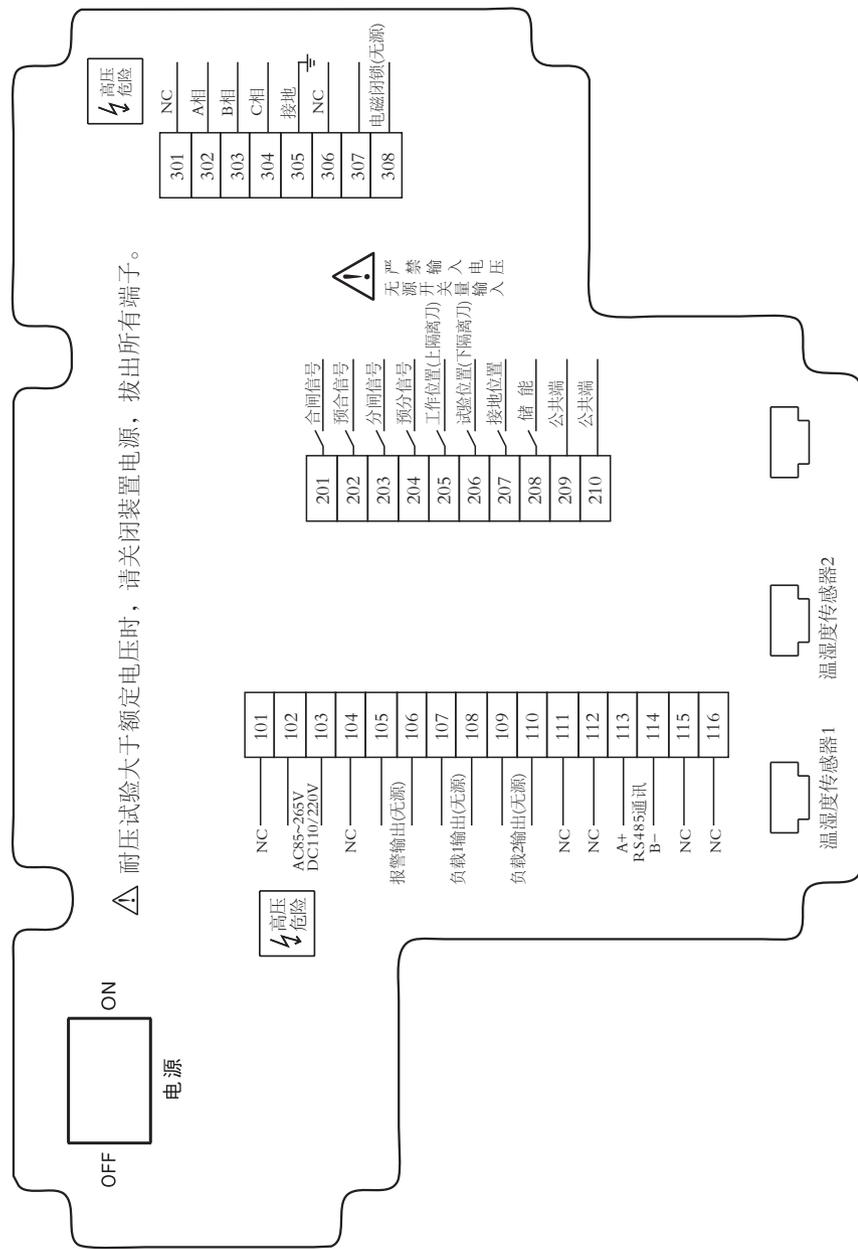 ⚠ 耐压试验大于额定电压时，请关闭装置电源，拔出所有端子。
OFF
ON
电源
高压
危险
NC
AC85~265V
DC110/220V
NC
报警输出(无源)
负载1输出(无源)
负载2输出(无源)
NC
NC
A+
RS485通讯
B−
NC
NC
101
102
103
104
105
106
107
108
109
110
111
112
113
114
115
116
201
202
203
204
205
206
207
208
209
210
合闸信号
预合信号
分闸信号
预分信号
工作位置(上隔离刀)
试验位置(下隔离刀)
接地位置
储 能
公共端
公共端
无源开关量输入
严禁输入电压
高压
危险
301
302
303
304
305
306
307
308
NC
A相
B相
C相
接地
NC
电磁闭锁(无源)
温湿度传感器1
温湿度传感器2